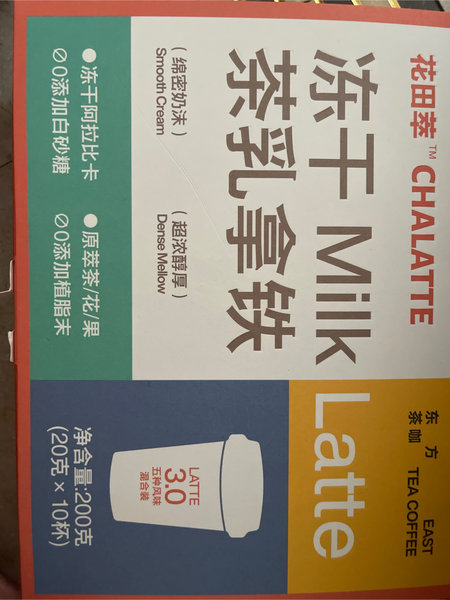 花田萃™ CHALATTE
冻干 Milk Latte
茶乳拿铁
(绵密奶沫)
Smooth Cream
(超浓醇厚)
Dense Mellow
●冻干阿拉比卡
∅0添加白砂糖
●原萃茶/花/果
∅0添加植脂末
东方
茶咖
EAST
TEA COFFEE
LATTE
3.0
五种风味
混合装
净含量:200克
(20克×10杯)